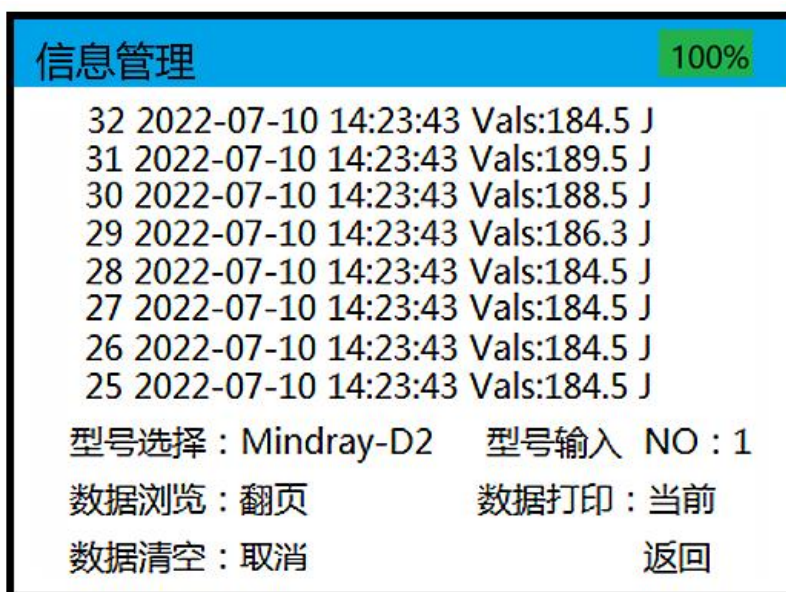 信息管理 100%
32 2022-07-10 14:23:43 Vals:184.5 J
31 2022-07-10 14:23:43 Vals:189.5 J
30 2022-07-10 14:23:43 Vals:188.5 J
29 2022-07-10 14:23:43 Vals:186.3 J
28 2022-07-10 14:23:43 Vals:184.5 J
27 2022-07-10 14:23:43 Vals:184.5 J
26 2022-07-10 14:23:43 Vals:184.5 J
25 2022-07-10 14:23:43 Vals:184.5 J
型号选择：Mindray-D2 型号输入 NO：1
数据浏览：翻页 数据打印：当前
数据清空：取消 返回